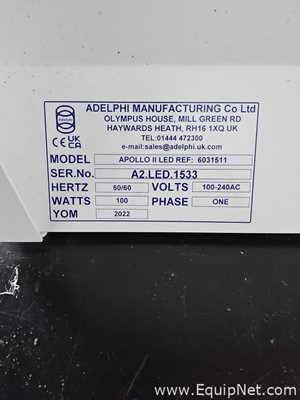 ADELPHI MANUFACTURING Co Ltd
OLYMPUS HOUSE, MILL GREEN RD
HAYWARDS HEATH, RH16 1XQ UK
TEL: 01444 472300
e-mail:sales@adelphi.uk.com
CE UK CA
MODEL APOLLO II LED REF: 6031511
SER.No. A2.LED.1533
HERTZ 50/60 VOLTS 100-240AC
WATTS 100 PHASE ONE
YOM 2022
© www.EquipNet.com